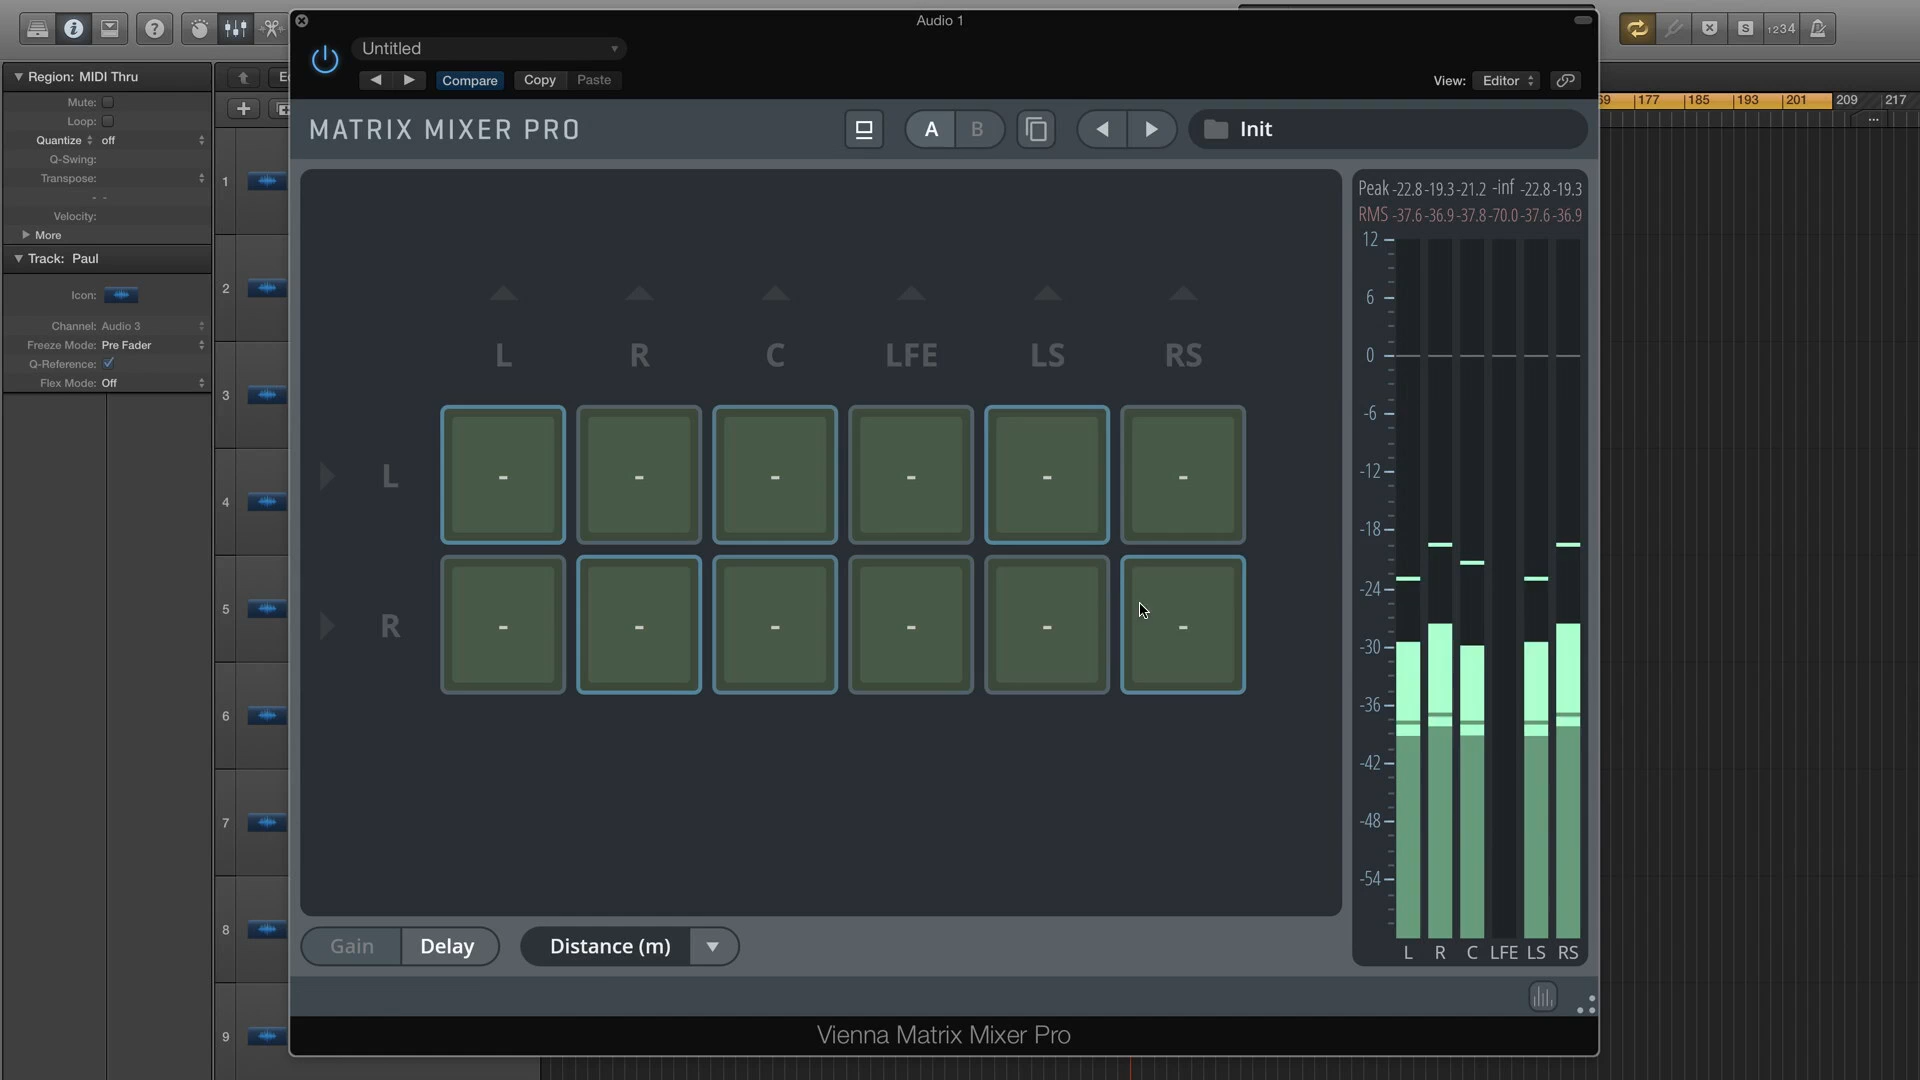 Audio 1
Untitled
Compare
Copy
Paste
View:
Editor
1234
Region: MIDI Thru
Mute:
Loop:
Quantize
off
Q-Swing:
Transpose:
- -
Velocity:
More
Track: Paul
Icon:
Channel: Audio 3
Freeze Mode: Pre Fader
Q-Reference:
Flex Mode: Off
1
2
3
4
5
6
7
8
9
177
185
193
201
209
217
MATRIX MIXER PRO
A
B
Init
L
R
C
LFE
LS
RS
L
- - - - - -
R
- - - - - -
Peak -22.8 -19.3 -21.2 -inf -22.8 -19.3
RMS -37.6 -36.9 -37.8 -70.0 -37.6 -36.9
12
6
0
-6
-12
-18
-24
-30
-36
-42
-48
-54
L R C LFE LS RS
Gain
Delay
Distance (m)
Vienna Matrix Mixer Pro